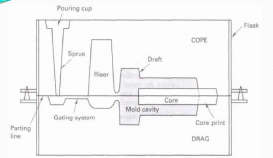 Pouring cup
Flask
COPE
Sprue
Draft
Riser
Core
Mold cavity
Core print
Parting
line
Gating system
DRAG